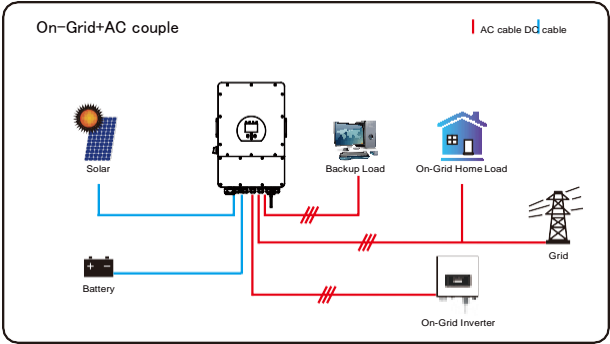 On-Grid+AC couple
AC cable DC cable
Solar
Backup Load
On-Grid Home Load
Grid
Battery
On-Grid Inverter